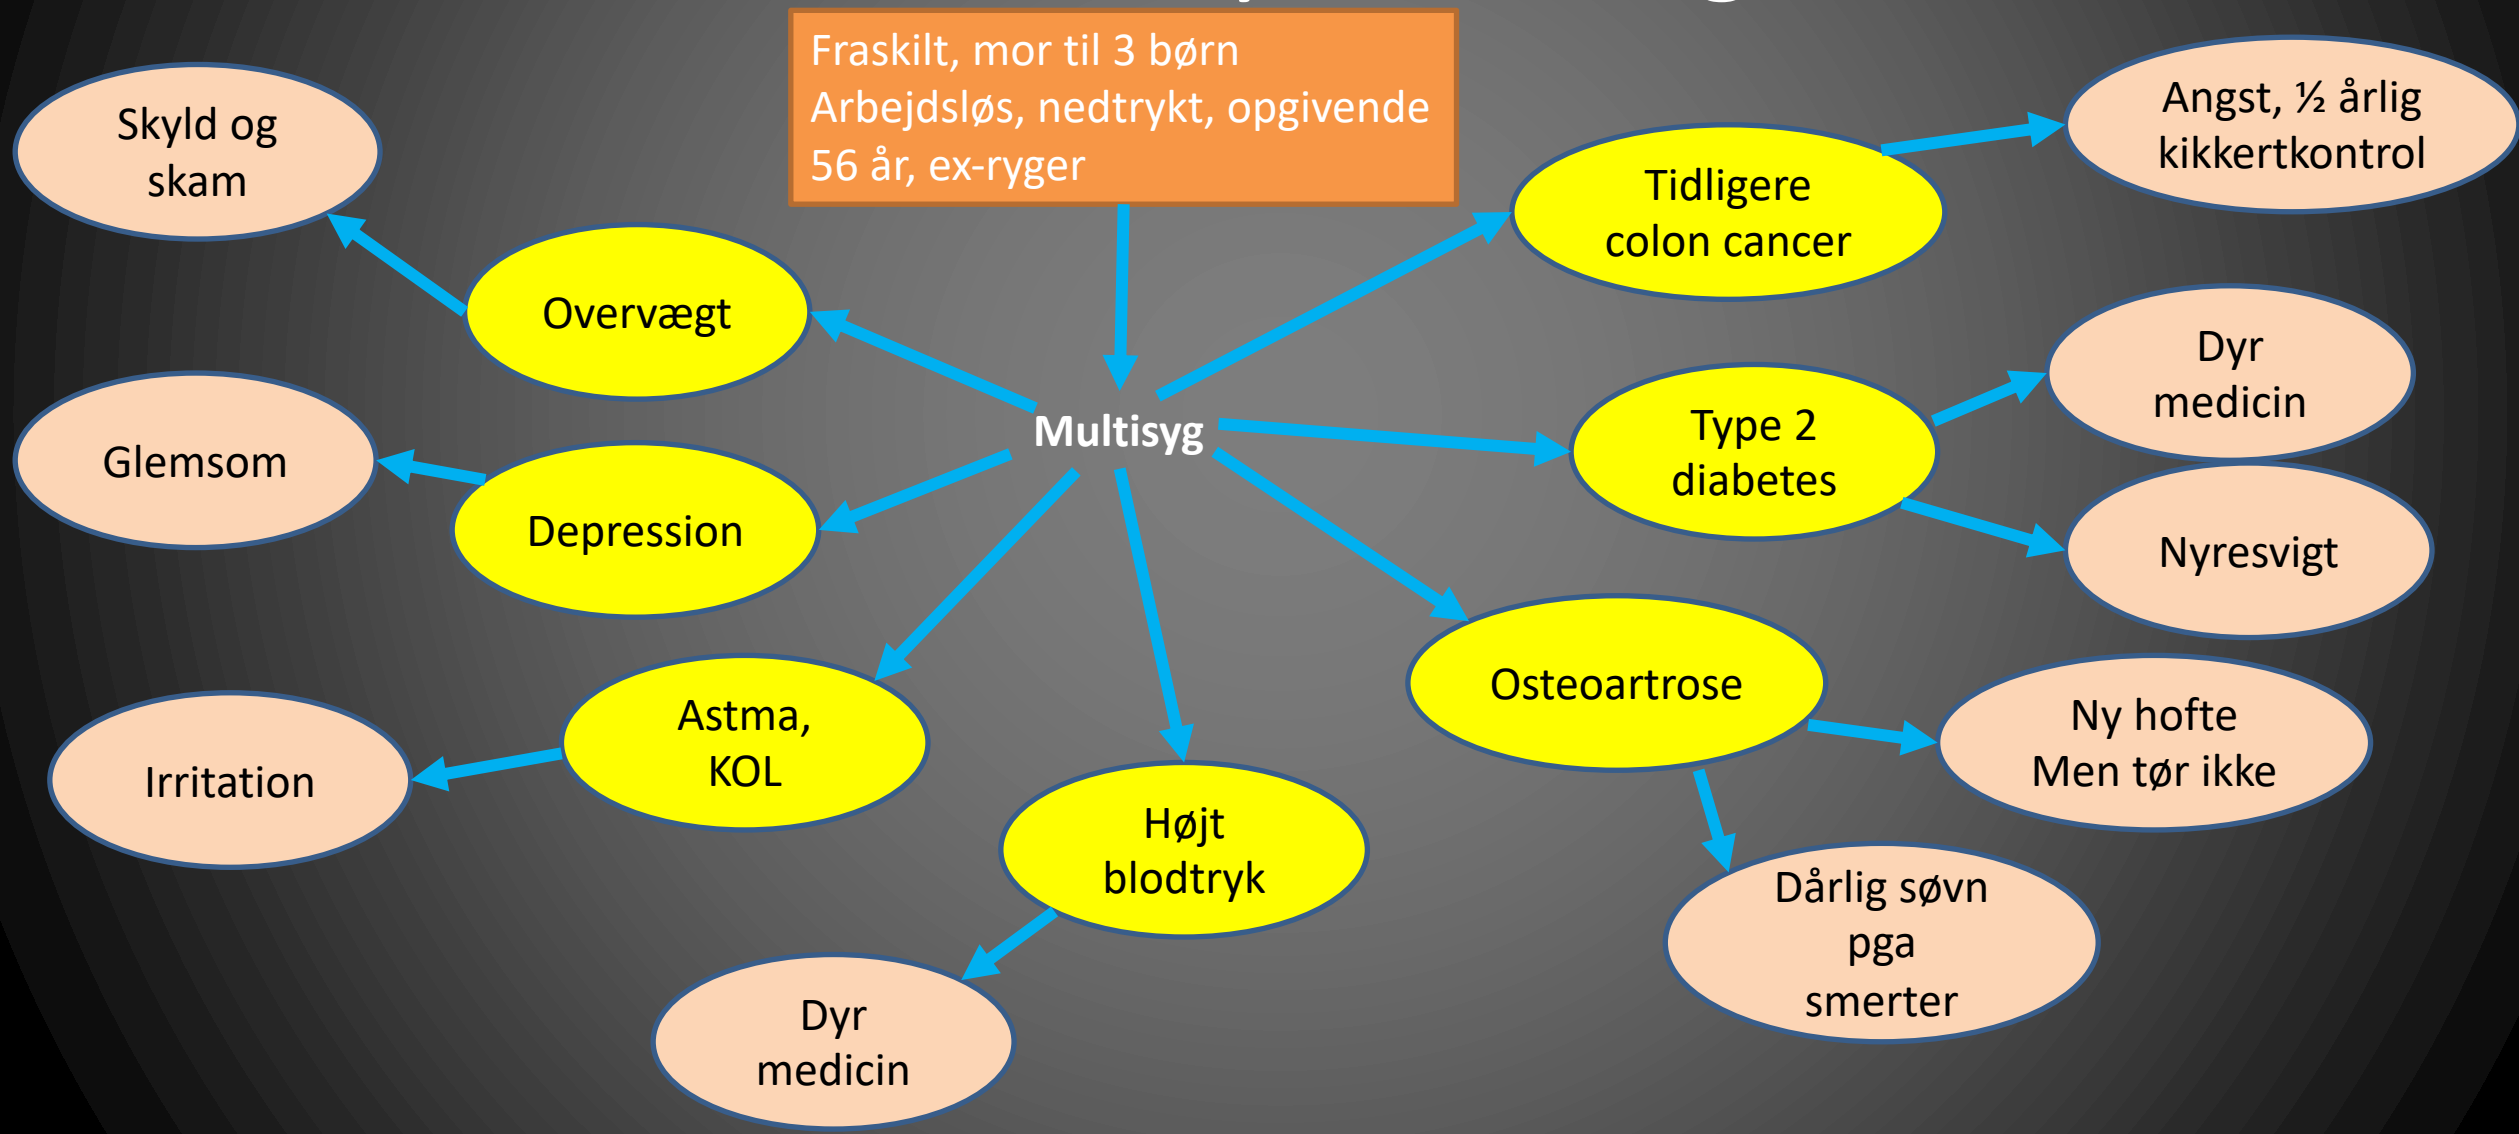 Fraskilt, mor til 3 børn
Arbejdsløs, nedtrykt, opgivende
56 år, ex-ryger
Skyld og
skam
Overvægt
Glemsom
Depression
Irritation
Astma,
KOL
Multisyg
Højt
blodtryk
Dyr
medicin
Tidligere
colon cancer
Angst, ½ årlig
kikkertkontrol
Type 2
diabetes
Dyr
medicin
Nyresvigt
Osteoartrose
Ny hofte
Men tør ikke
Dårlig søvn
pga
smerter